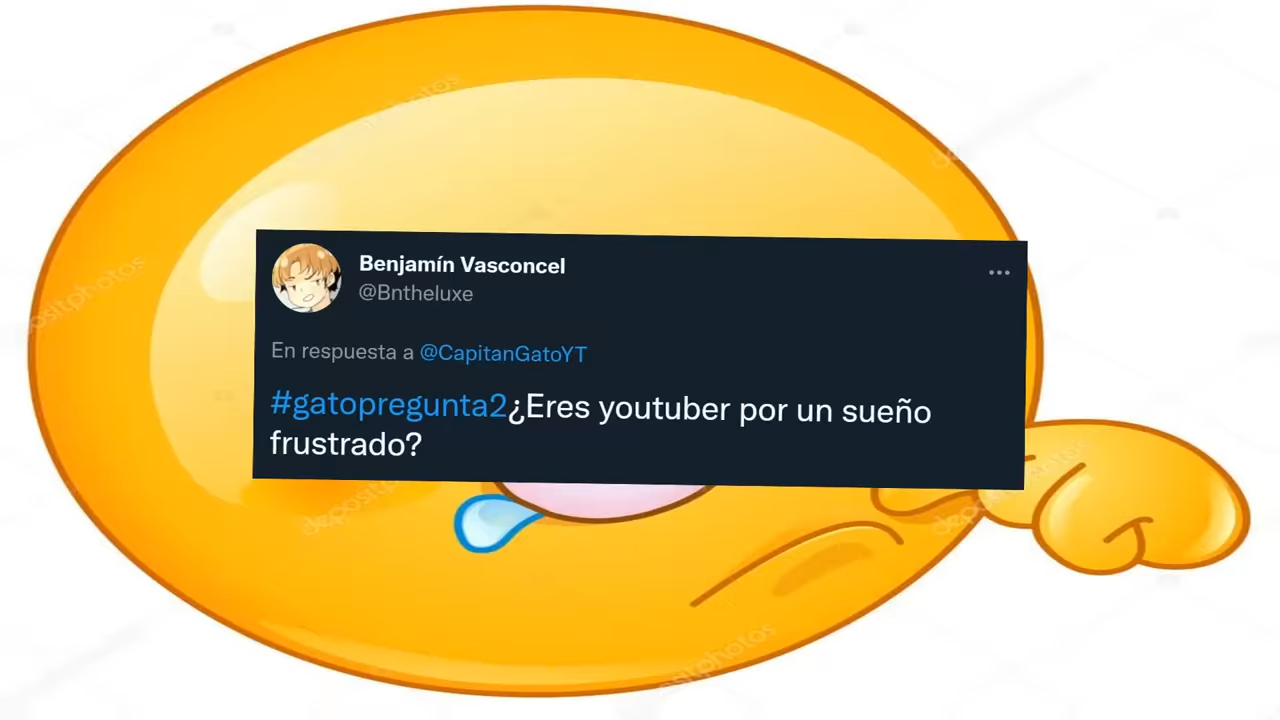 Benjamín Vasconcel
@Bntheluxe
En respuesta a @CapitanGatoYT
#gatopregunta2¿Eres youtuber por un sueño
frustrado?